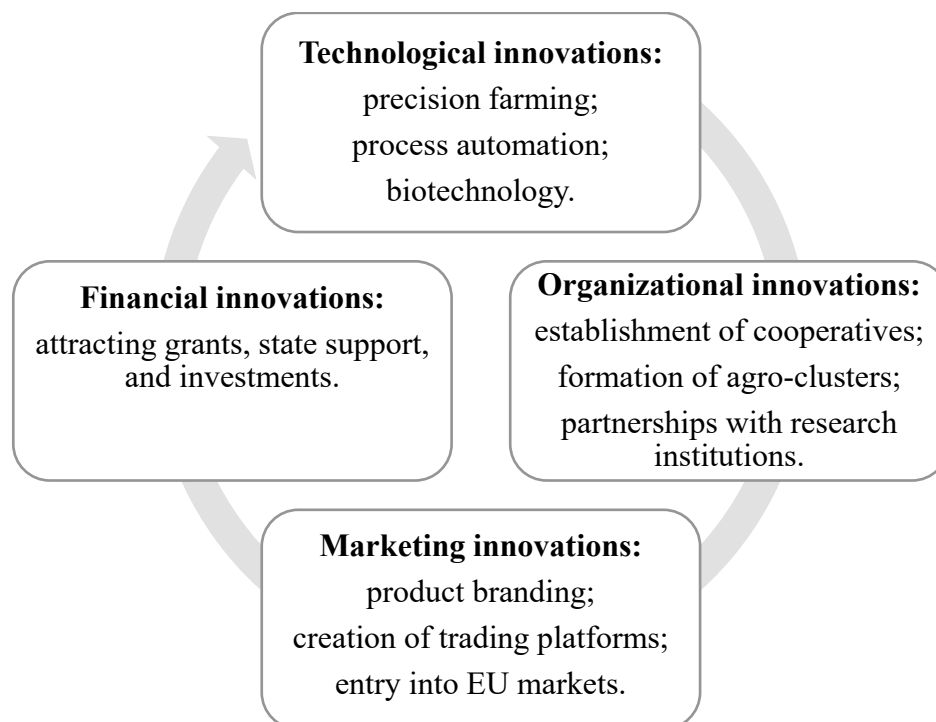 Technological innovations:
precision farming;
process automation;
biotechnology.
Financial innovations:
attracting grants, state support,
and investments.
Organizational innovations:
establishment of cooperatives;
formation of agro-clusters;
partnerships with research
institutions.
Marketing innovations:
product branding;
creation of trading platforms;
entry into EU markets.